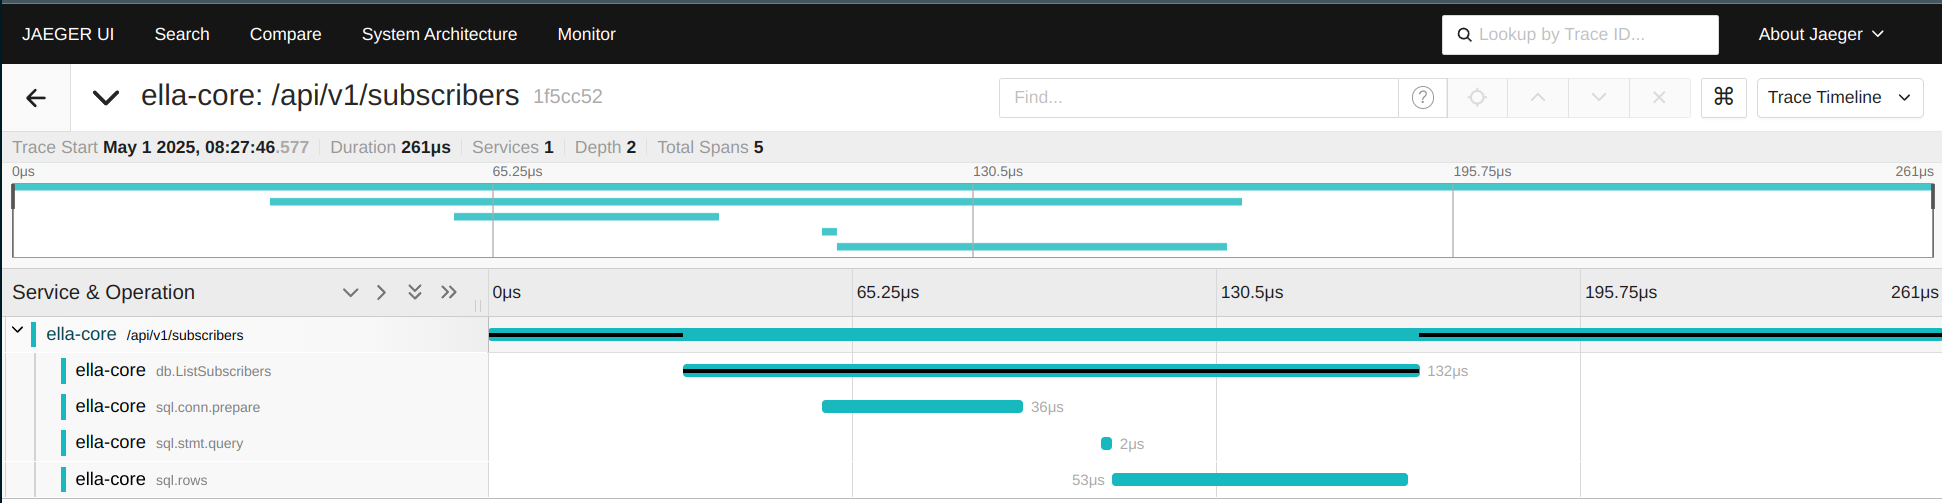 JAEGER UI Search Compare System Architecture Monitor Lookup by Trace ID... About Jaeger
ella-core: /api/v1/subscribers 1f5cc52 Find... ? ⌘ Trace Timeline
Trace Start May 1 2025, 08:27:46.577 Duration 261μs Services 1 Depth 2 Total Spans 5
0μs 65.25μs 130.5μs 195.75μs 261μs
Service & Operation 0μs 65.25μs 130.5μs 195.75μs 261μs
ella-core /api/v1/subscribers
ella-core db.ListSubscribers 132μs
ella-core sql.conn.prepare 36μs
ella-core sql.stmt.query 2μs
ella-core sql.rows 53μs